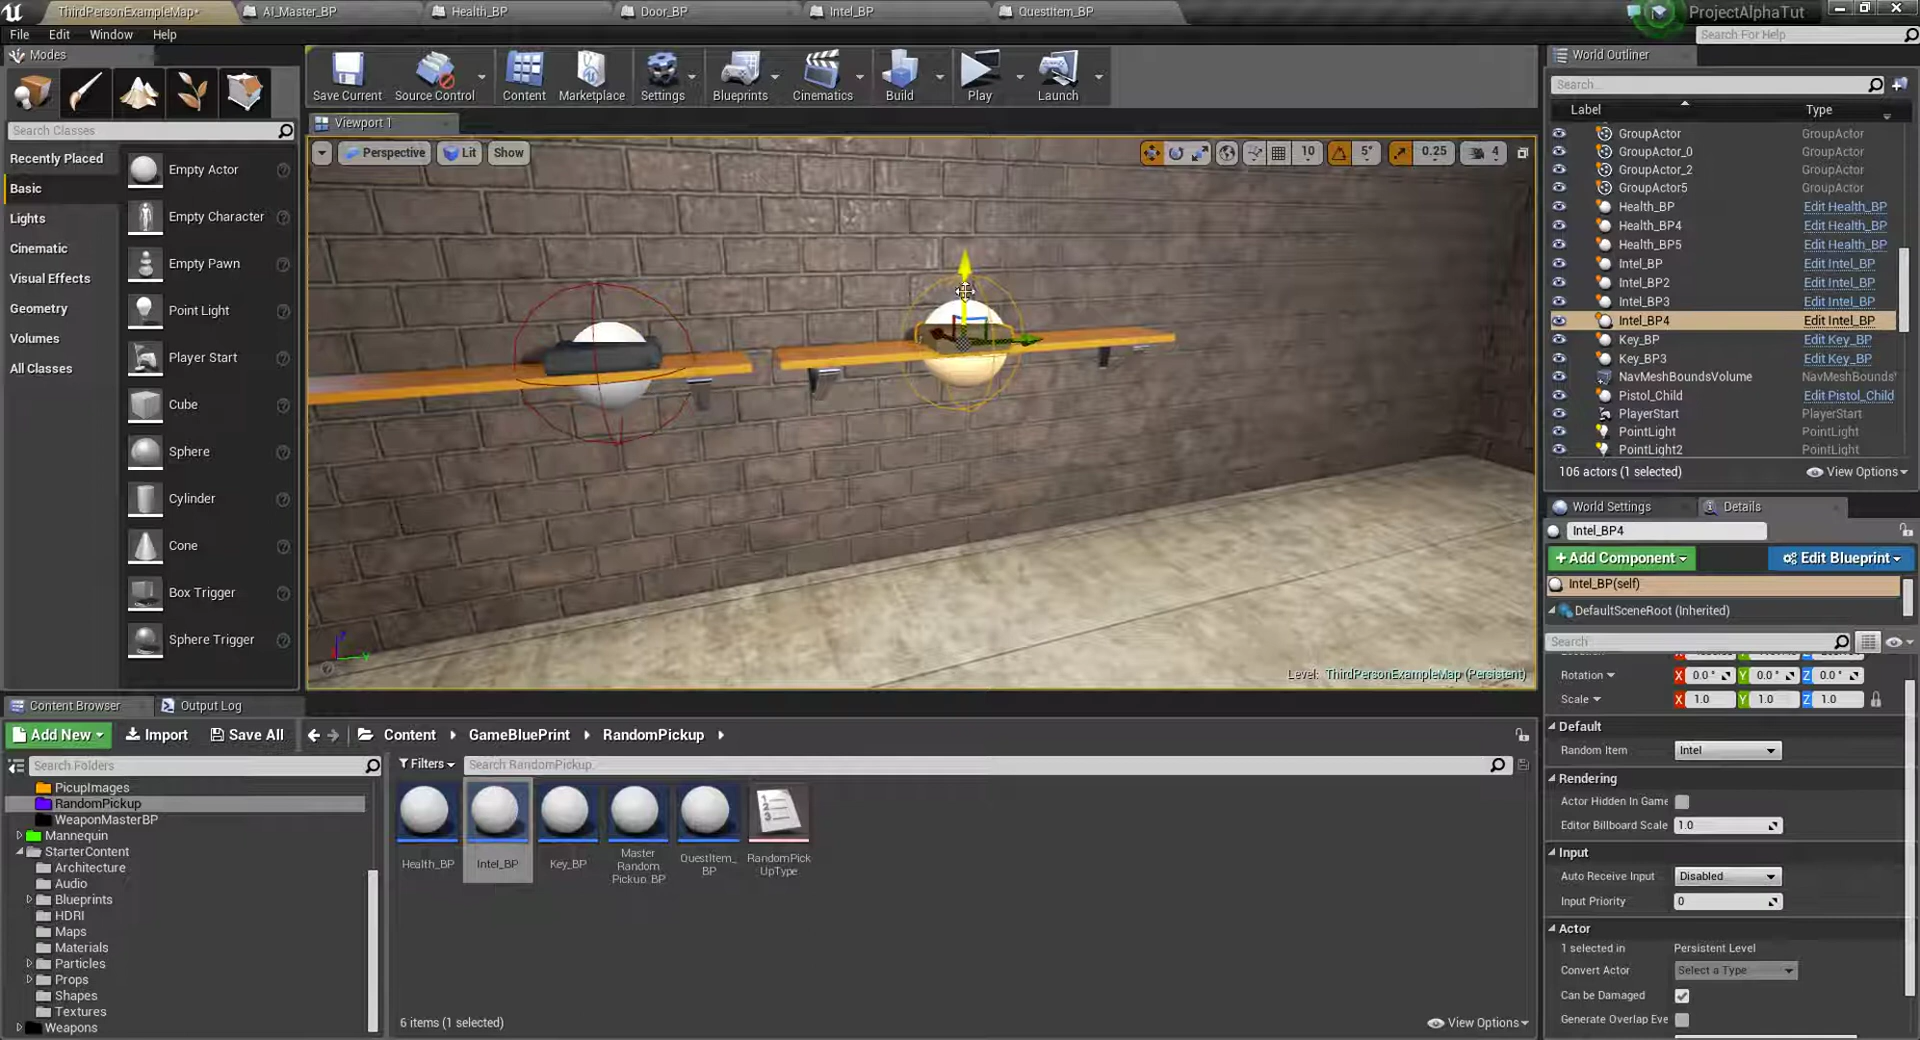 ThirdPersonExampleMap*
AI_Master_BP
Health_BP
Door_BP
Intel_BP
QuestItem_BP
ProjectAlphaTut
File Edit Window Help
Search For Help
Modes
Save Current
Source Control
Content
Marketplace
Settings
Blueprints
Cinematics
Build
Play
Launch
Search Classes
Recently Placed
Basic
Lights
Cinematic
Visual Effects
Geometry
Volumes
All Classes
Empty Actor
Empty Character
Empty Pawn
Point Light
Player Start
Cube
Sphere
Cylinder
Cone
Box Trigger
Sphere Trigger
Viewport 1
Perspective Lit Show
10 5° 0.25 4
Level: ThirdPersonExampleMap (Persistent)
World Outliner
Search...
Label Type
GroupActor GroupActor
GroupActor_0 GroupActor
GroupActor_2 GroupActor
GroupActor5 GroupActor
Health_BP Edit Health_BP
Health_BP4 Edit Health_BP
Health_BP5 Edit Health_BP
Intel_BP Edit Intel_BP
Intel_BP2 Edit Intel_BP
Intel_BP3 Edit Intel_BP
Intel_BP4 Edit Intel_BP
Key_BP Edit Key_BP
Key_BP3 Edit Key_BP
NavMeshBoundsVolume NavMeshBounds
Pistol_Child Edit Pistol_Child
PlayerStart PlayerStart
PointLight PointLight
PointLight2 PointLight
106 actors (1 selected)
View Options
World Settings Details
Intel_BP4
+Add Component
Edit Blueprint
Intel_BP(self)
DefaultSceneRoot (Inherited)
Search
Rotation X 0.0° Y 0.0° Z 0.0°
Scale X 1.0 Y 1.0 Z 1.0
Default
Random Item Intel
Rendering
Actor Hidden In Game
Editor Billboard Scale 1.0
Input
Auto Receive Input Disabled
Input Priority 0
Actor
1 selected in Persistent Level
Convert Actor Select a Type
Can be Damaged
Generate Overlap Eve
Content Browser
Output Log
Add New Import Save All
Content GameBluePrint RandomPickup
Search Folders
Filters
Search RandomPickup
PicupImages
RandomPickup
WeaponMasterBP
Mannequin
StarterContent
Architecture
Audio
Blueprints
HDRI
Maps
Materials
Particles
Props
Shapes
Textures
Weapons
Health_BP
Intel_BP
Key_BP
Master
Random
Pickup_BP
QuestItem_
BP
RandomPick
UpType
6 items (1 selected)
View Options